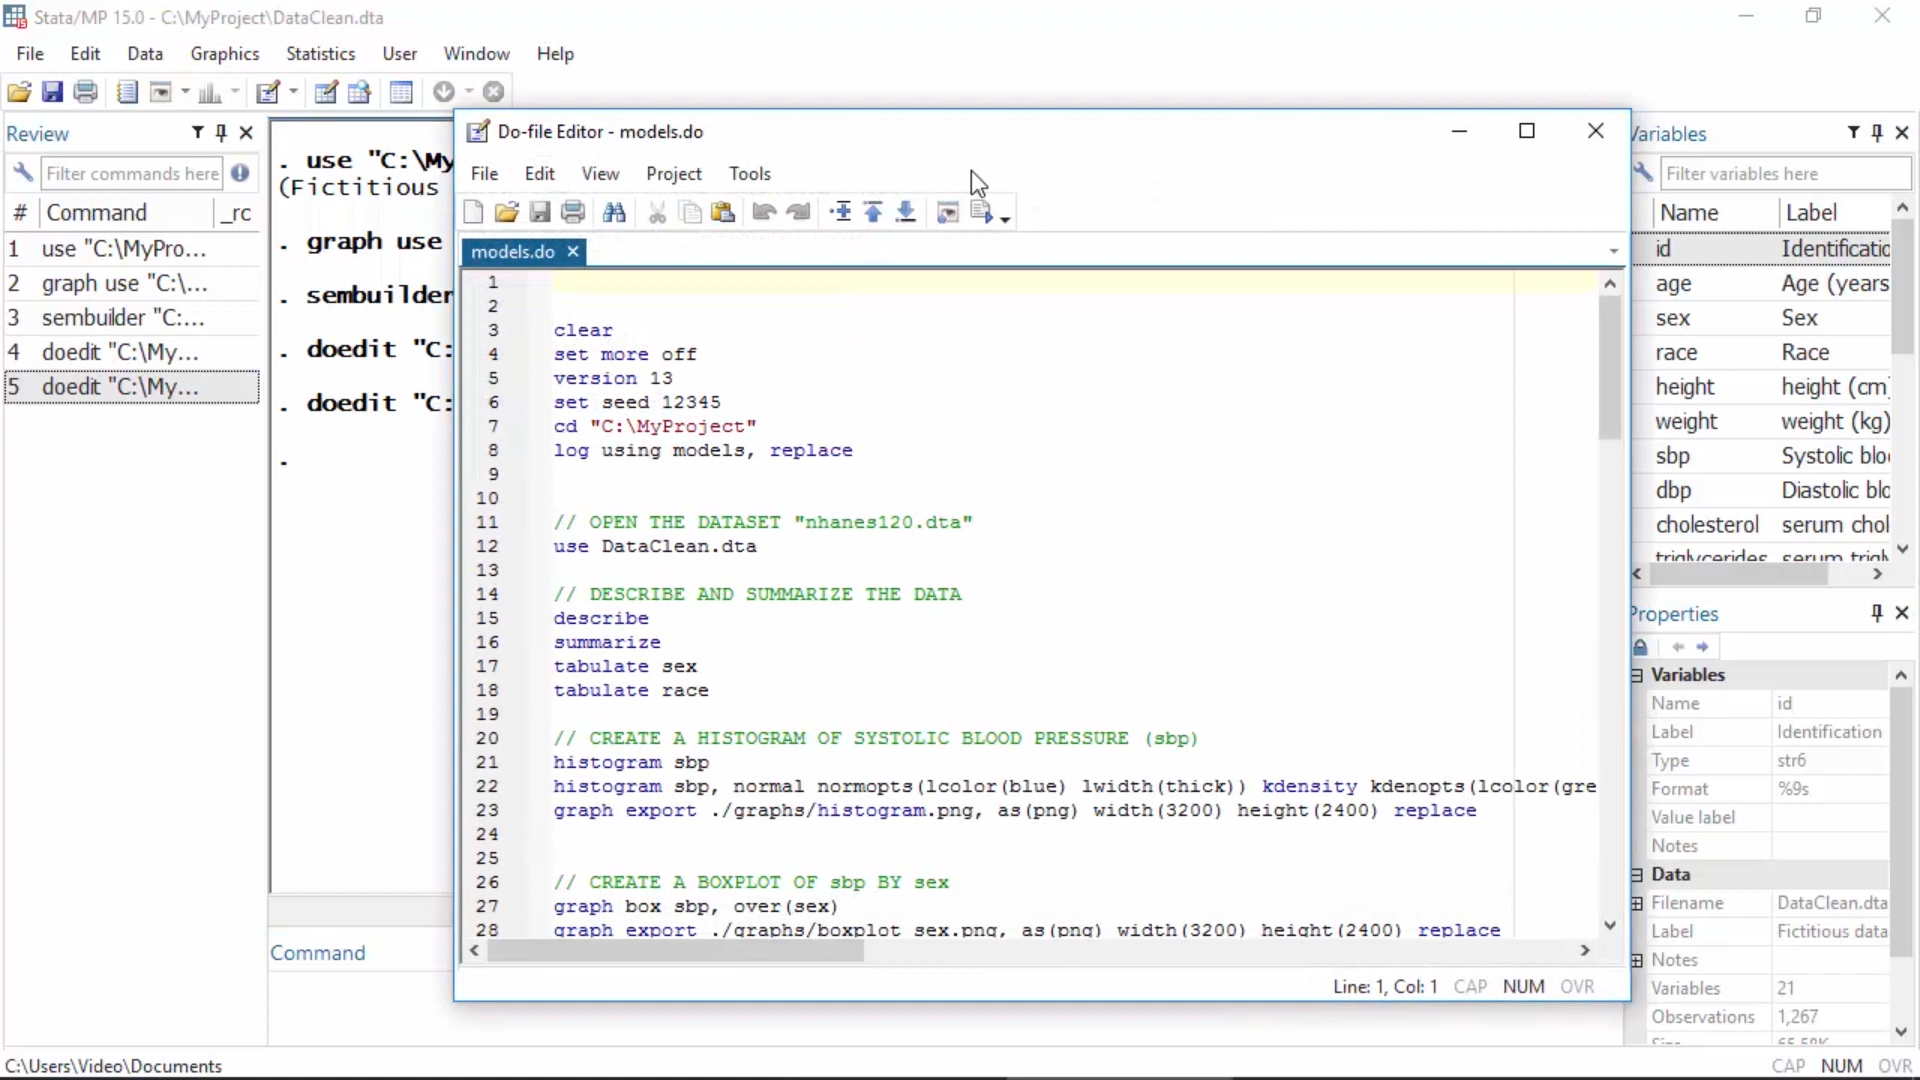 Stata/MP 15.0 - C:\MyProject\DataClean.dta
File Edit Data Graphics Statistics User Window Help
Review
Filter commands here
# Command _rc
1 use "C:\MyPro...
2 graph use "C:\...
3 sembuilder "C:...
4 doedit "C:\My...
5 doedit "C:\My...
. use "C:\My
(Fictitious
. graph use
. sembuilder
. doedit "C:
. doedit "C:
.
Command
Do-file Editor - models.do
File Edit View Project Tools
models.do
1
2
3 clear
4 set more off
5 version 13
6 set seed 12345
7 cd "C:\MyProject"
8 log using models, replace
9
10
11 // OPEN THE DATASET "nhanes120.dta"
12 use DataClean.dta
13
14 // DESCRIBE AND SUMMARIZE THE DATA
15 describe
16 summarize
17 tabulate sex
18 tabulate race
19
20 // CREATE A HISTOGRAM OF SYSTOLIC BLOOD PRESSURE (sbp)
21 histogram sbp
22 histogram sbp, normal normopts(lcolor(blue) lwidth(thick)) kdensity kdenopts(lcolor(gre
23 graph export ./graphs/histogram.png, as(png) width(3200) height(2400) replace
24
25
26 // CREATE A BOXPLOT OF sbp BY sex
27 graph box sbp, over(sex)
28 graph export ./graphs/boxplot_sex.png, as(png) width(3200) height(2400) replace
Line: 1, Col: 1 CAP NUM OVR
Variables
Filter variables here
Name Label
id Identificatio
age Age (years
sex Sex
race Race
height height (cm)
weight weight (kg)
sbp Systolic bloo
dbp Diastolic blo
cholesterol serum chol
triglycerides serum trigly
Properties
Variables
Name id
Label Identification
Type str6
Format %9s
Value label
Notes
Data
Filename DataClean.dta
Label Fictitious data
Notes
Variables 21
Observations 1,267
Size 65.58K
C:\Users\Video\Documents
CAP NUM OVR